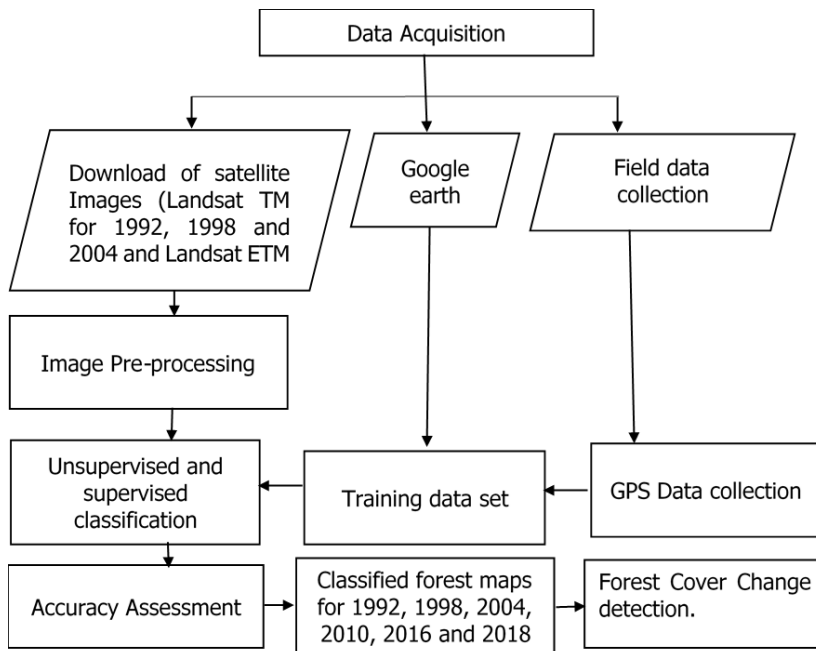 Data Acquisition
Download of satellite
Images (Landsat TM
for 1992, 1998 and
2004 and Landsat ETM
Google
earth
Field data
collection
Image Pre-processing
Unsupervised and
supervised
classification
Training data set
GPS Data collection
Accuracy Assessment
Classified forest maps
for 1992, 1998, 2004,
2010, 2016 and 2018
Forest Cover Change
detection.